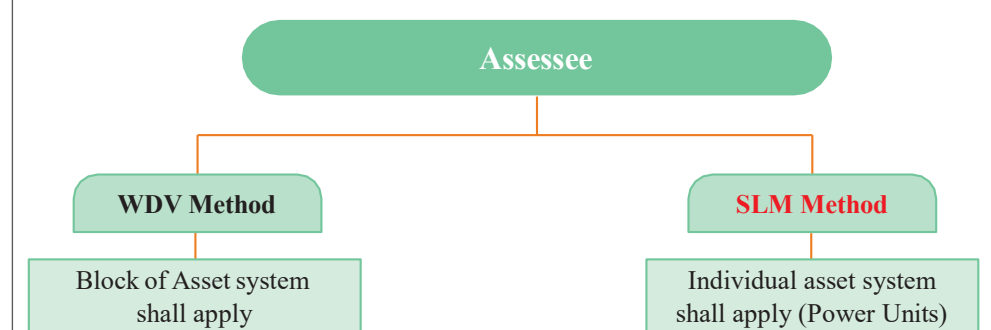 Assessee
WDV Method
SLM Method
Block of Asset system
shall apply
Individual asset system
shall apply (Power Units)